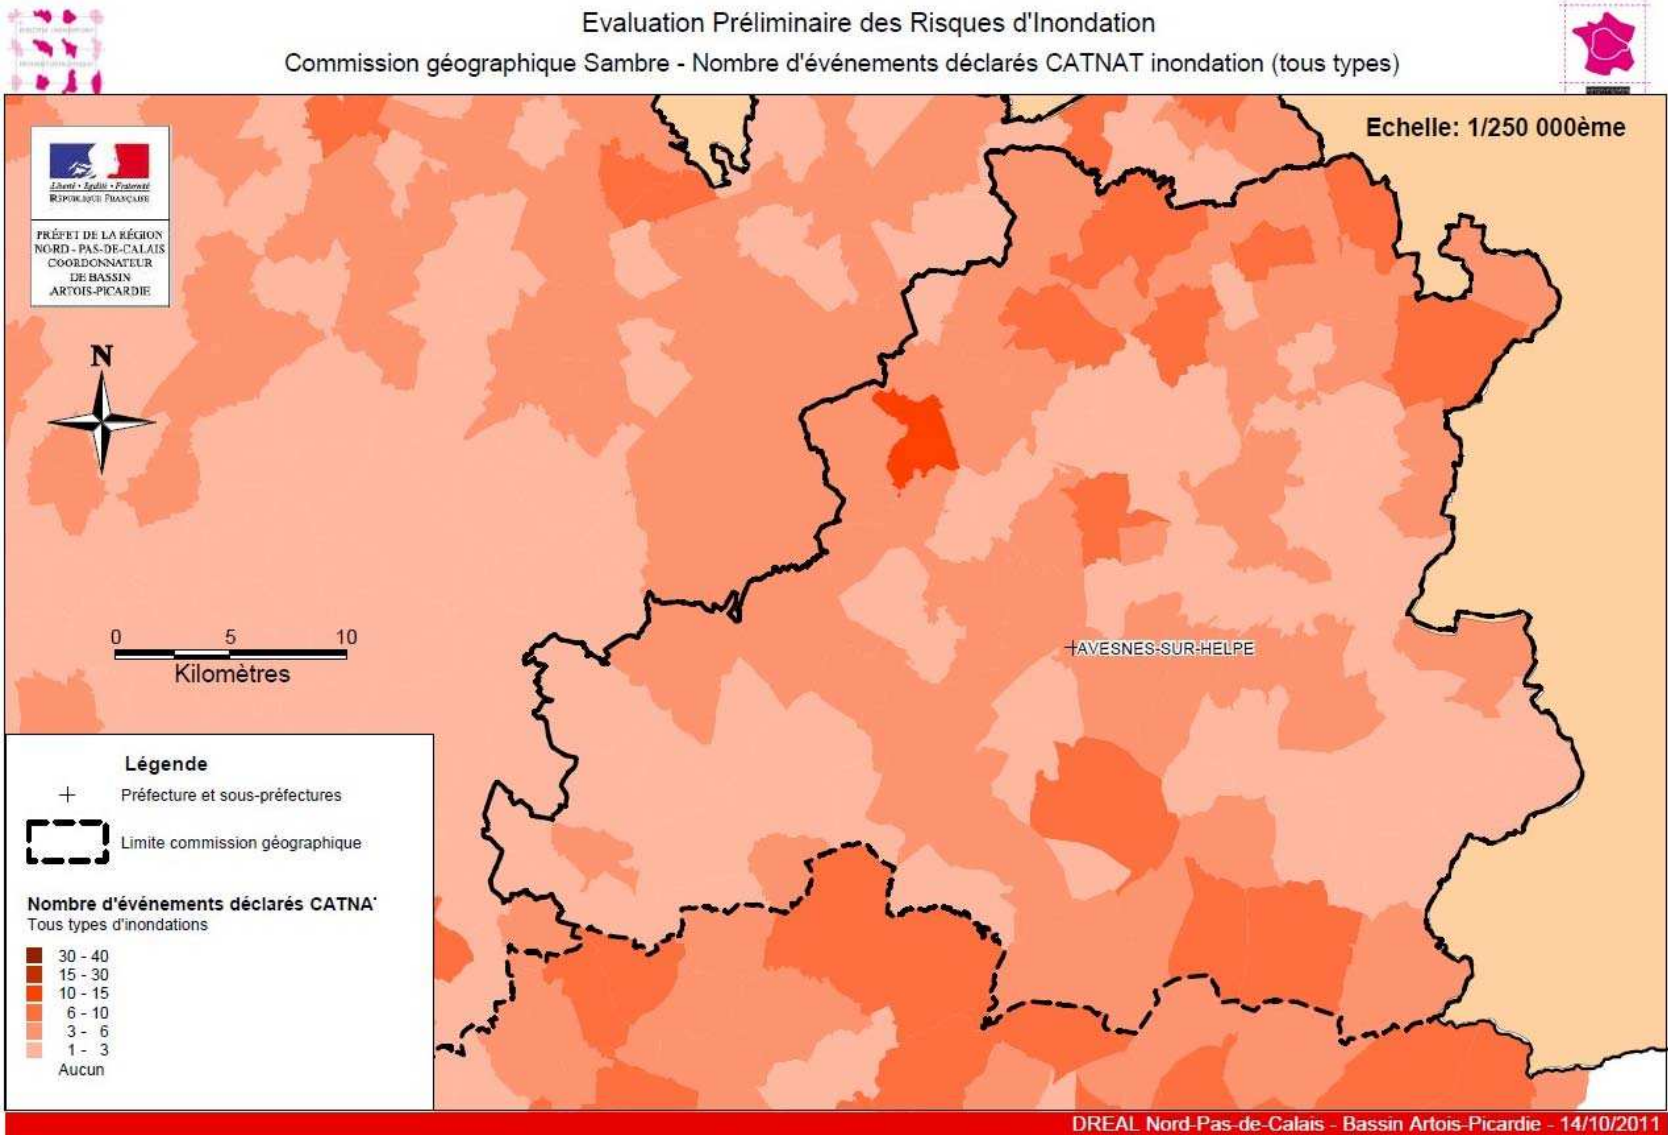 Evaluation Préliminaire des Risques d'Inondation
Commission géographique Sambre - Nombre d'événements déclarés CATNAT inondation (tous types)
Echelle: 1/250 000ème
Liberté • Égalité • Fraternité
RÉPUBLIQUE FRANÇAISE
PRÉFET DE LA RÉGION
NORD - PAS-DE-CALAIS
COORDONNATEUR
DE BASSIN
ARTOIS-PICARDIE
N
0 5 10
Kilomètres
AVESNES-SUR-HELPE
Légende
Préfecture et sous-préfectures
Limite commission géographique
Nombre d'événements déclarés CATNA
Tous types d'inondations
30 - 40
15 - 30
10 - 15
6 - 10
3 - 6
1 - 3
Aucun
DREAL Nord-Pas-de-Calais - Bassin Artois-Picardie - 14/10/2011